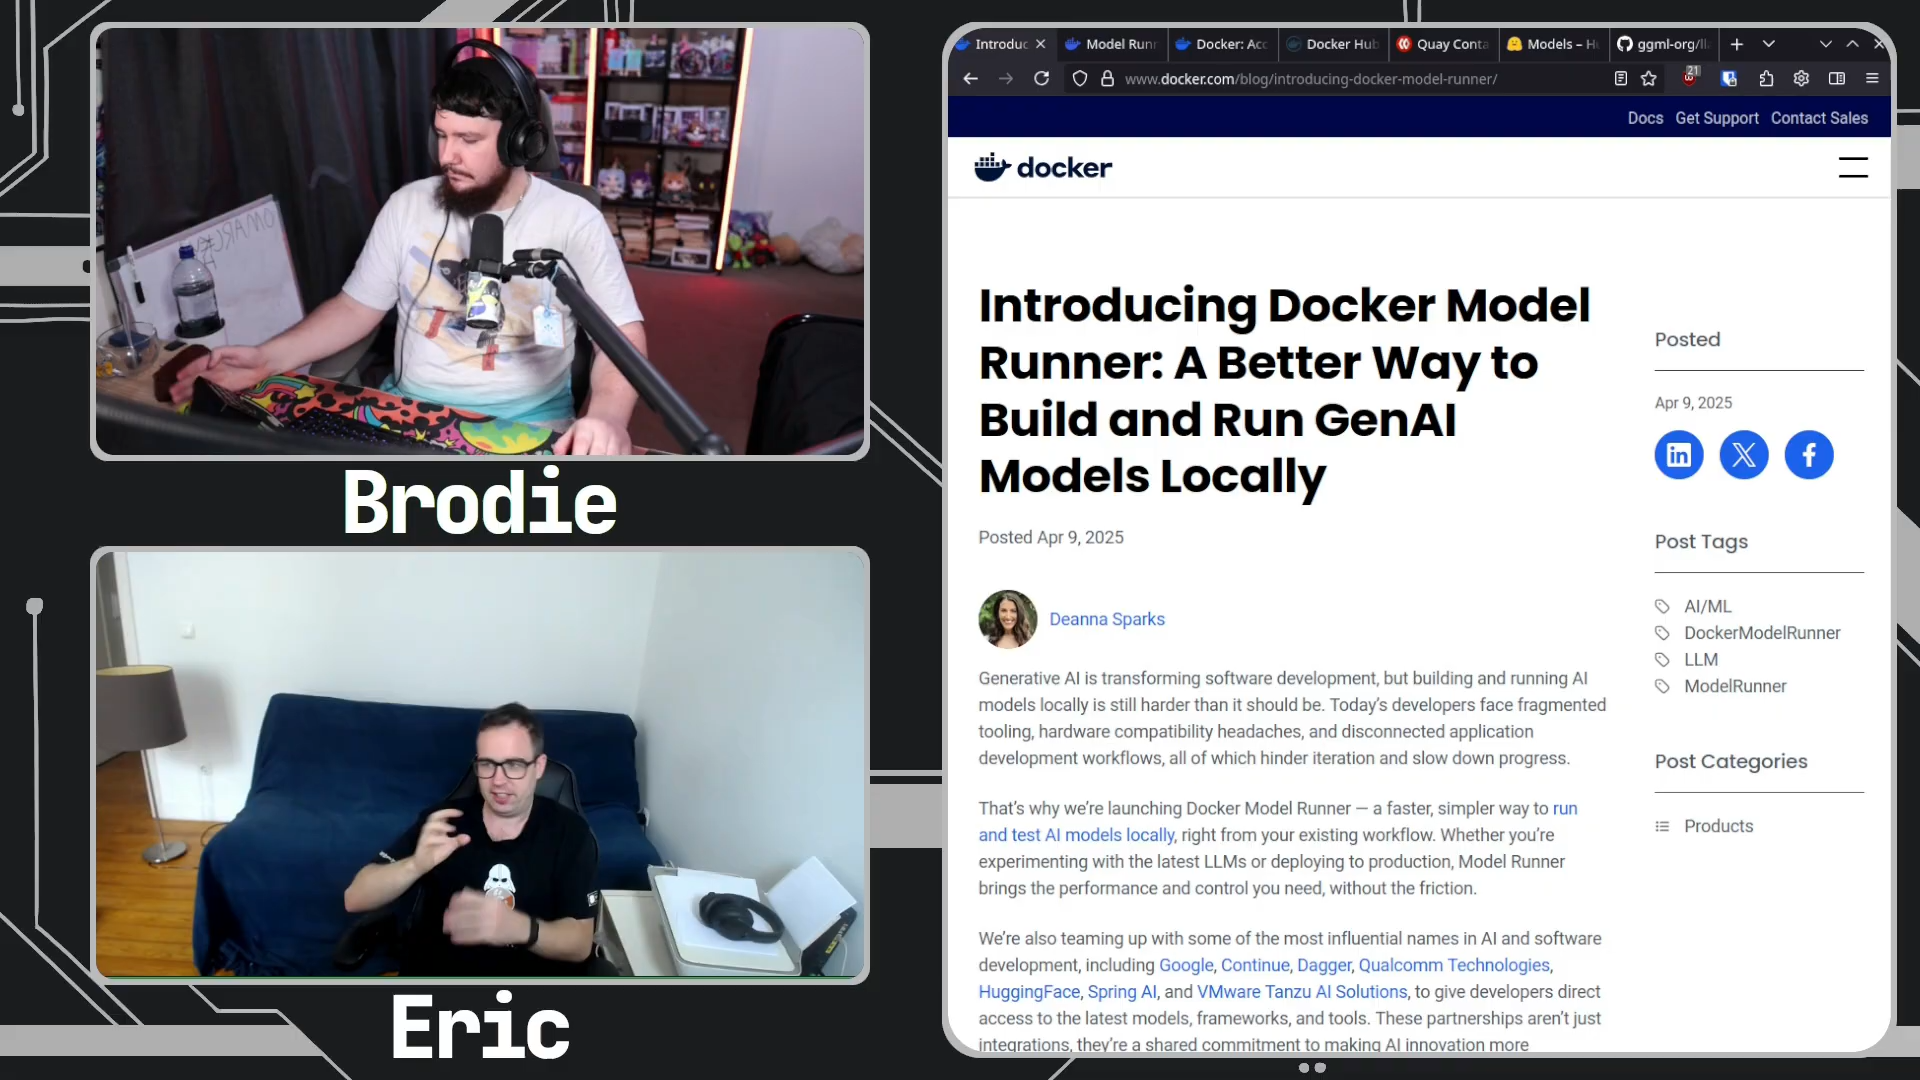 Brodie
Eric
Introduc
Model Runn
Docker: Acc
Docker Hub
Quay Conta
Models – H
ggml-org/ll
www.docker.com/blog/introducing-docker-model-runner/
21
Docs Get Support Contact Sales
docker
Introducing Docker Model
Runner: A Better Way to
Build and Run GenAI
Models Locally
Posted Apr 9, 2025
Deanna Sparks
Generative AI is transforming software development, but building and running AI
models locally is still harder than it should be. Today’s developers face fragmented
tooling, hardware compatibility headaches, and disconnected application
development workflows, all of which hinder iteration and slow down progress.
That’s why we’re launching Docker Model Runner — a faster, simpler way to run
and test AI models locally, right from your existing workflow. Whether you’re
experimenting with the latest LLMs or deploying to production, Model Runner
brings the performance and control you need, without the friction.
We’re also teaming up with some of the most influential names in AI and software
development, including Google, Continue, Dagger, Qualcomm Technologies,
HuggingFace, Spring AI, and VMware Tanzu AI Solutions, to give developers direct
access to the latest models, frameworks, and tools. These partnerships aren’t just
integrations, they’re a shared commitment to making AI innovation more
Posted
Apr 9, 2025
Post Tags
AI/ML
DockerModelRunner
LLM
ModelRunner
Post Categories
Products